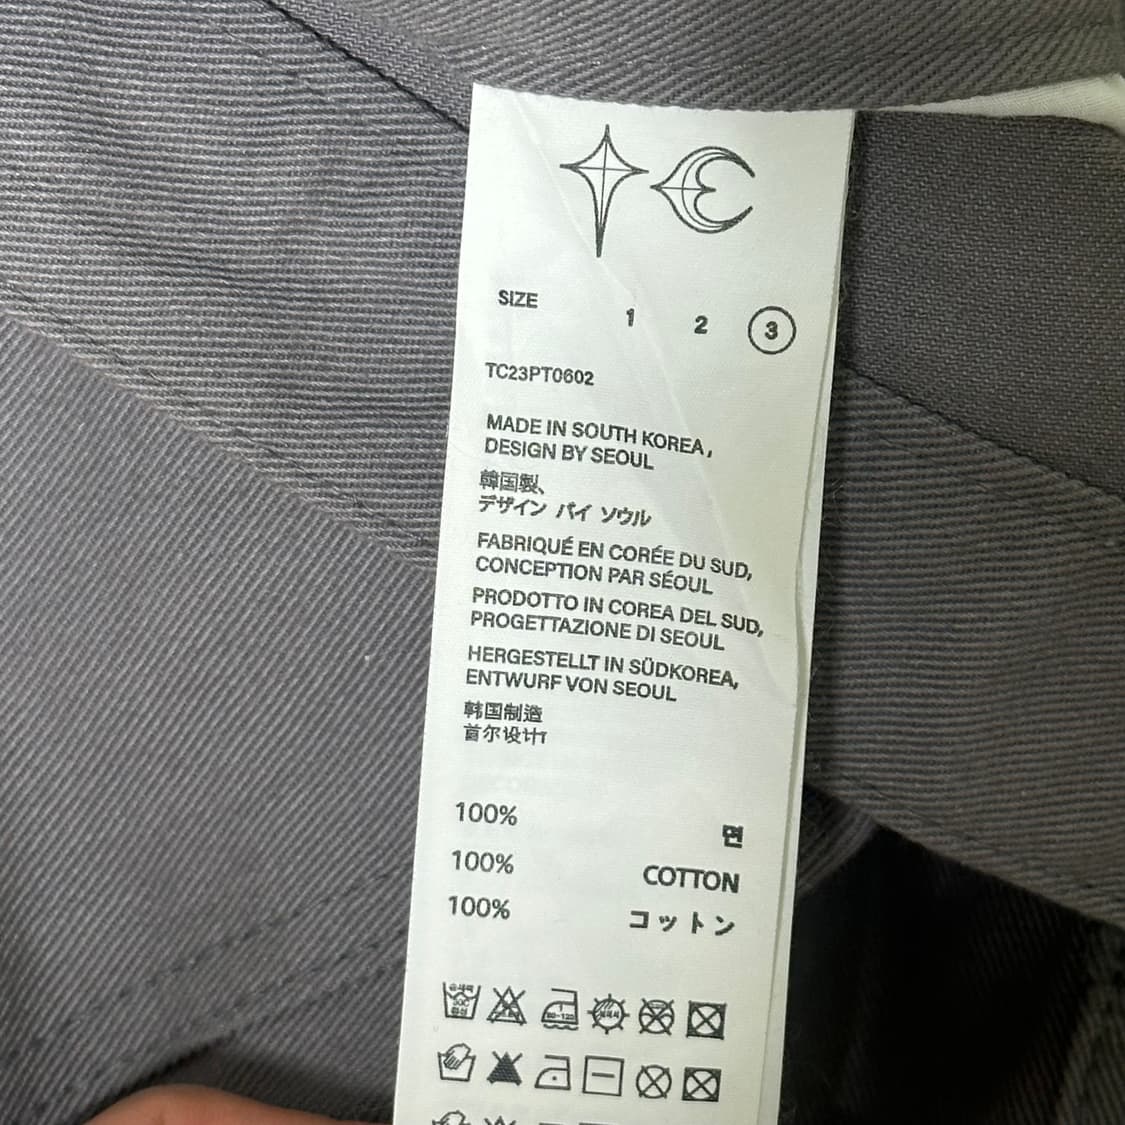 SIZE 1 2 3
TC23PT0602
MADE IN SOUTH KOREA,
DESIGN BY SEOUL
韓国製、
デザイン バイ ソウル
FABRIQUÉ EN CORÉE DU SUD,
CONCEPTION PAR SÉOUL
PRODOTTO IN COREA DEL SUD,
PROGETTAZIONE DI SEOUL
HERGESTELLT IN SÜDKOREA,
ENTWURF VON SEOUL
韩国制造
首尔设计
100% 면
100% COTTON
100% コットン